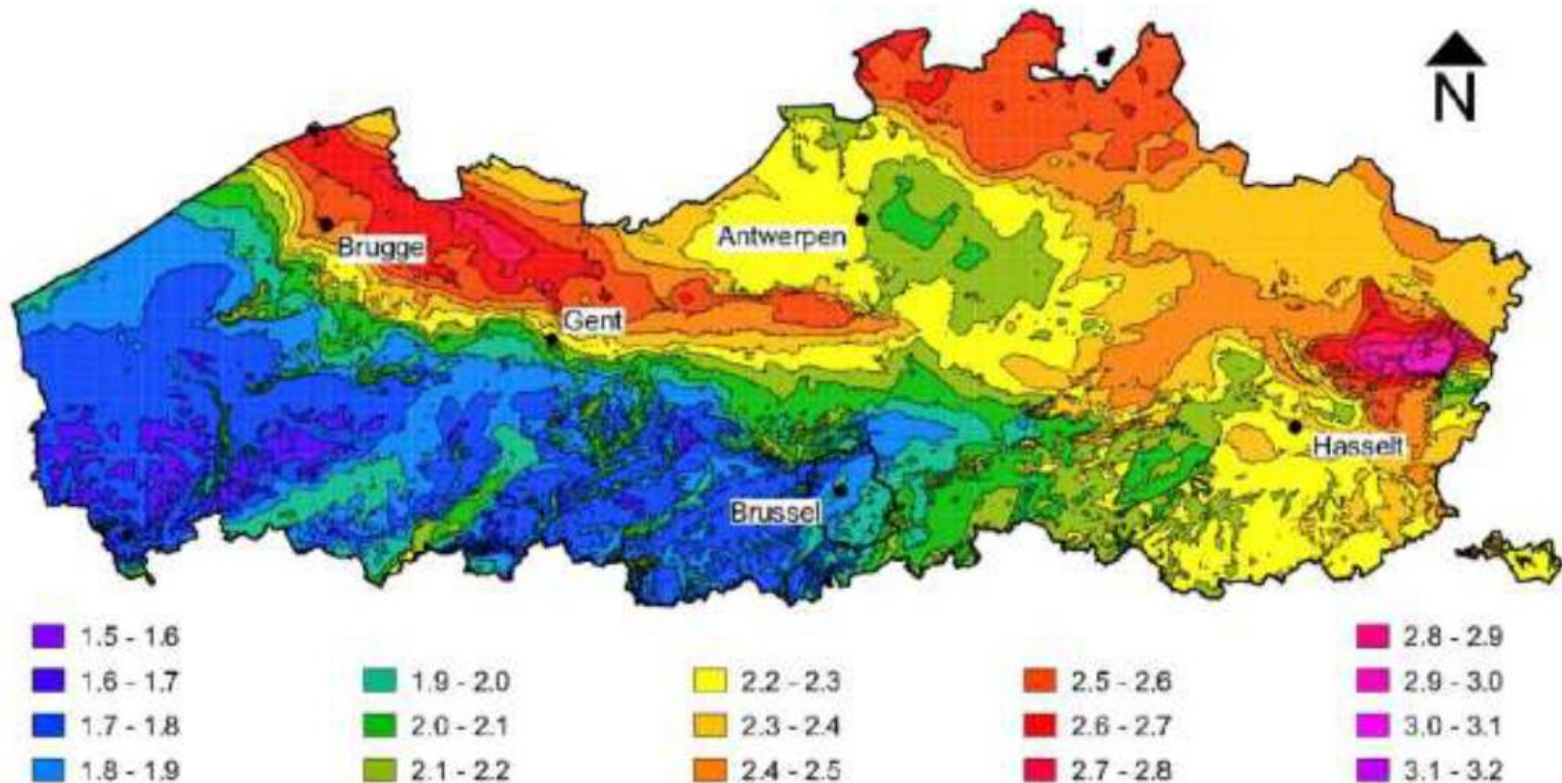 N
Brugge
Antwerpen
Gent
Hasselt
Brussel
1.5 - 1.6
1.6 - 1.7
1.7 - 1.8
1.8 - 1.9
1.9 - 2.0
2.0 - 2.1
2.1 - 2.2
2.2 - 2.3
2.3 - 2.4
2.4 - 2.5
2.5 - 2.6
2.6 - 2.7
2.7 - 2.8
2.8 - 2.9
2.9 - 3.0
3.0 - 3.1
3.1 - 3.2